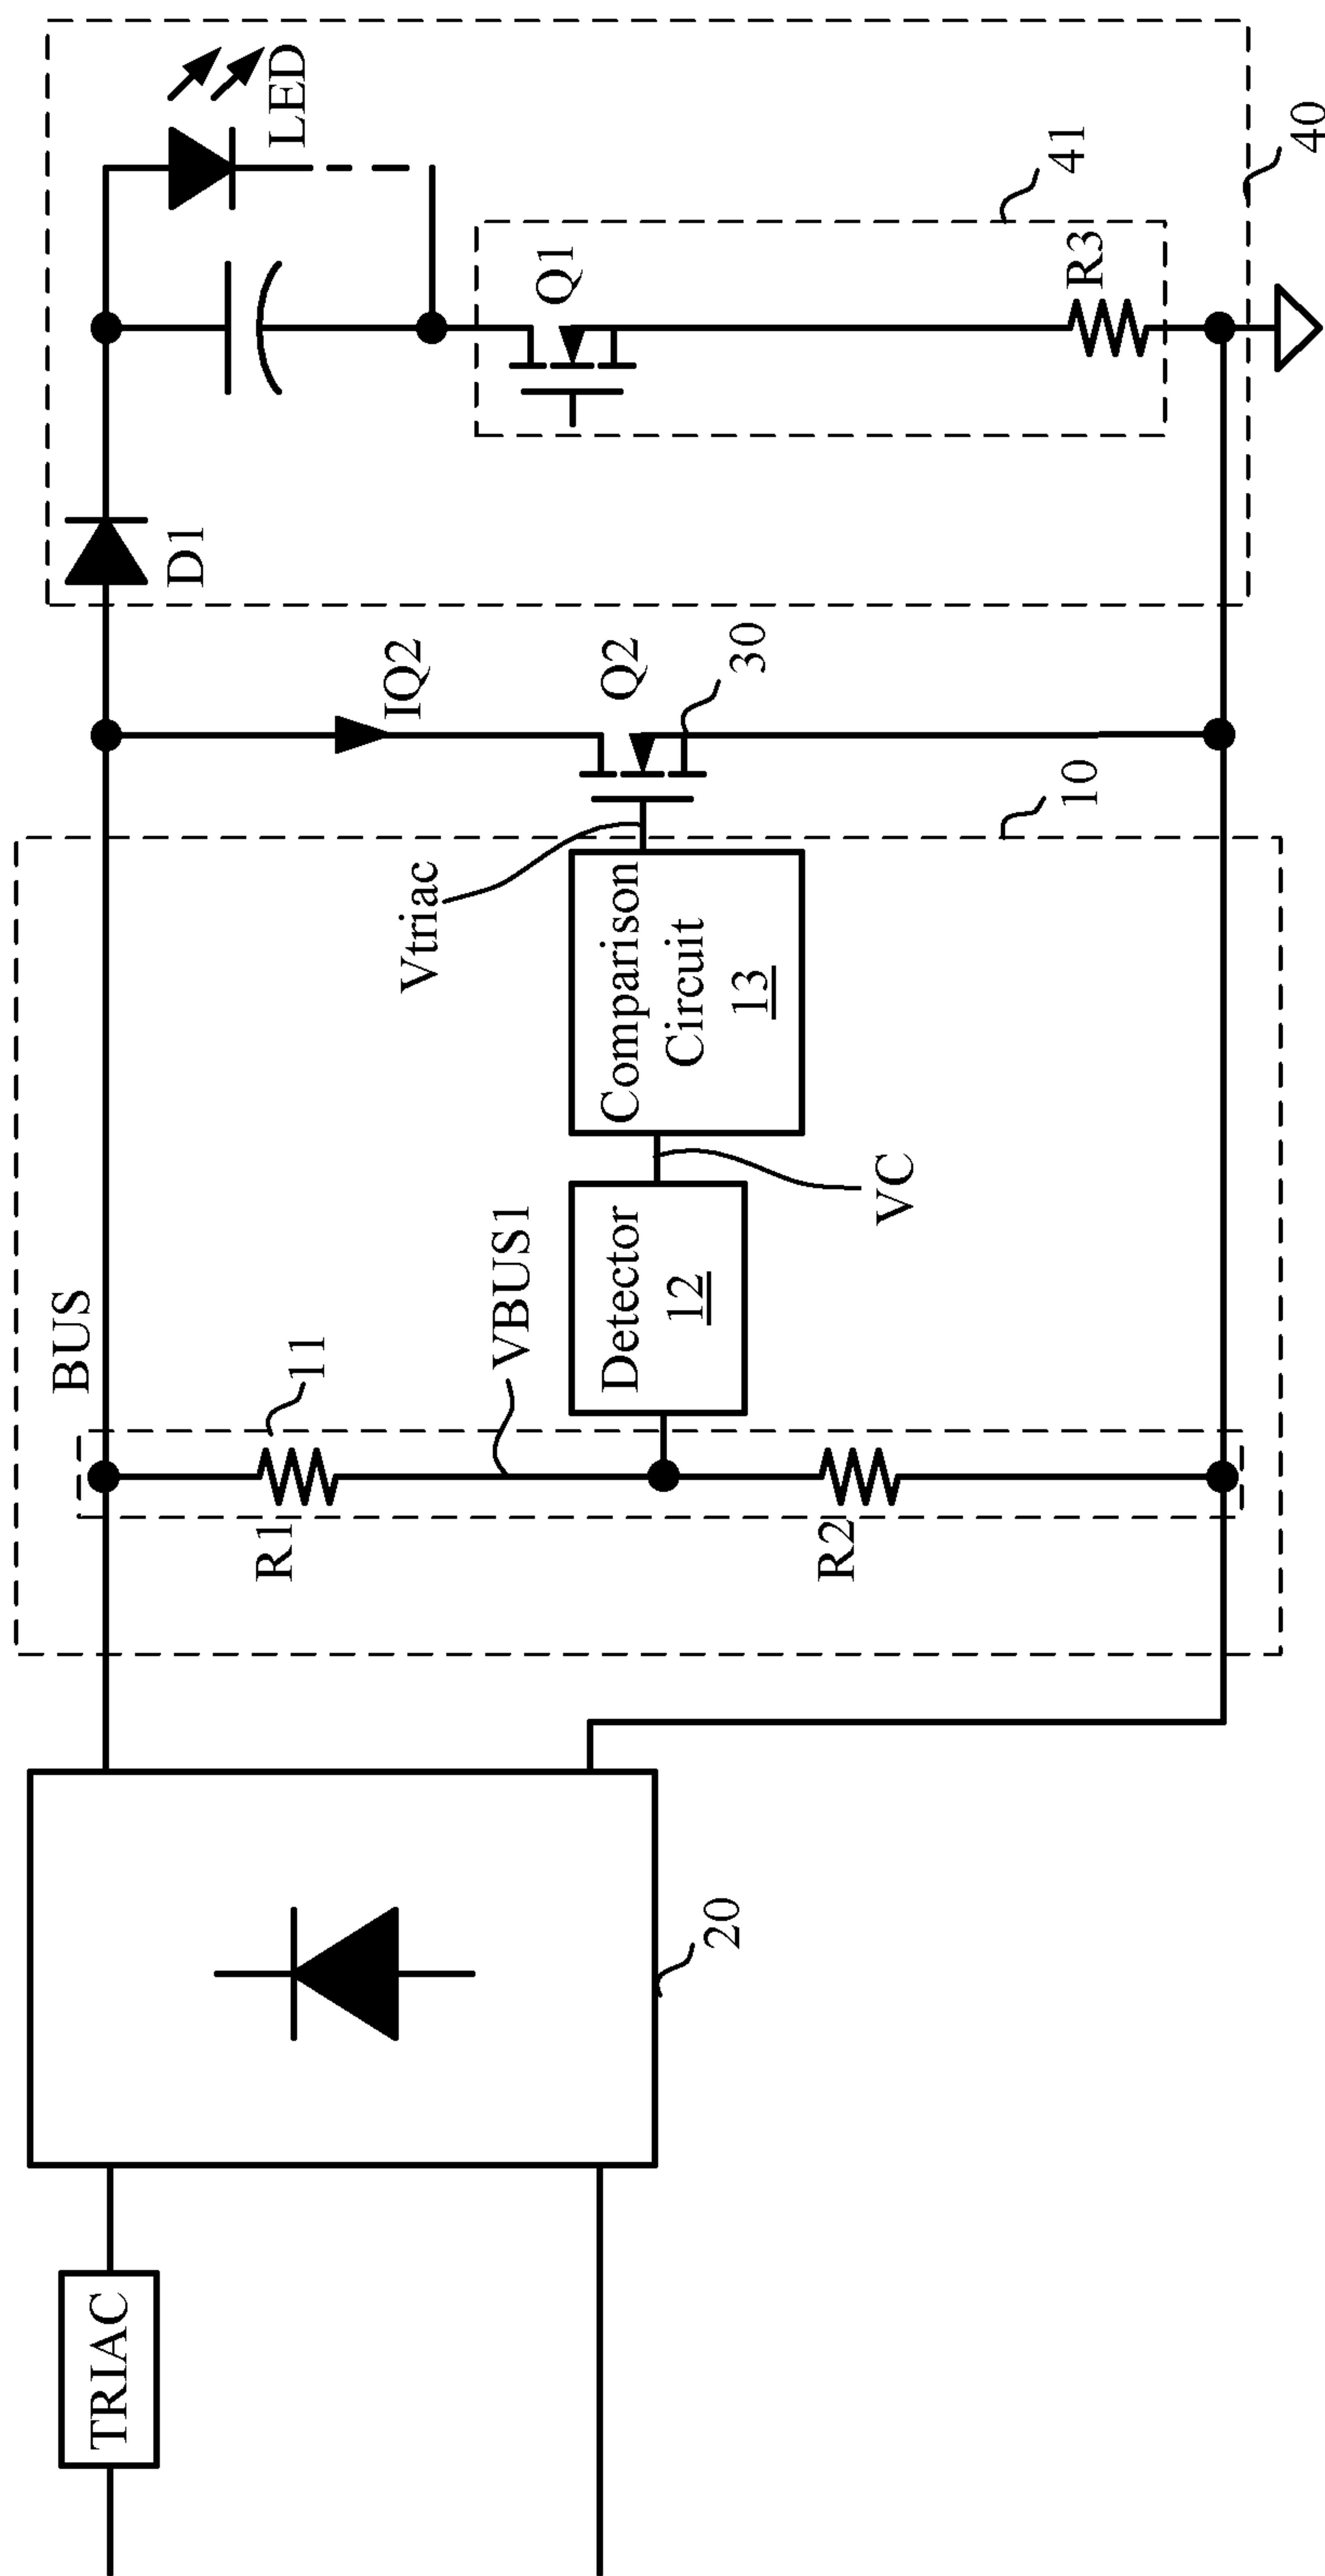 TRIAC
20
BUS
R1
11
R2
VBUS1
Detector
12
VC
Comparison
Circuit
13
Vtriac
10
IQ2
Q2
30
D1
Q1
R3
41
LED
40